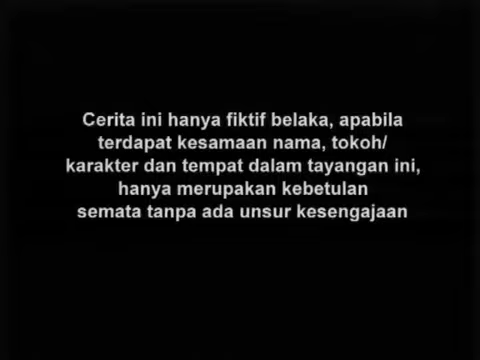 Cerita ini hanya fiktif belaka, apabila
terdapat kesamaan nama, tokoh/
karakter dan tempat dalam tayangan ini,
hanya merupakan kebetulan
semata tanpa ada unsur kesengajaan